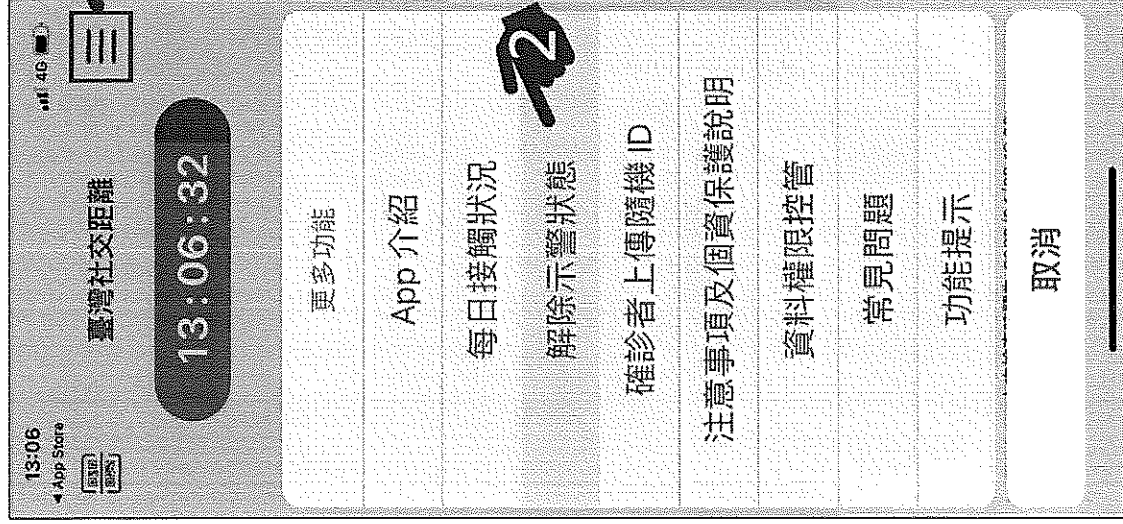 13:06
4G
◀ App Store
臺灣社交距離
13:06:32
更多功能
App 介紹
每日接觸狀況
解除示警狀態
2
確診者上傳隨機 ID
注意事項及個資保護說明
資料權限控管
常見問題
功能提示
取消